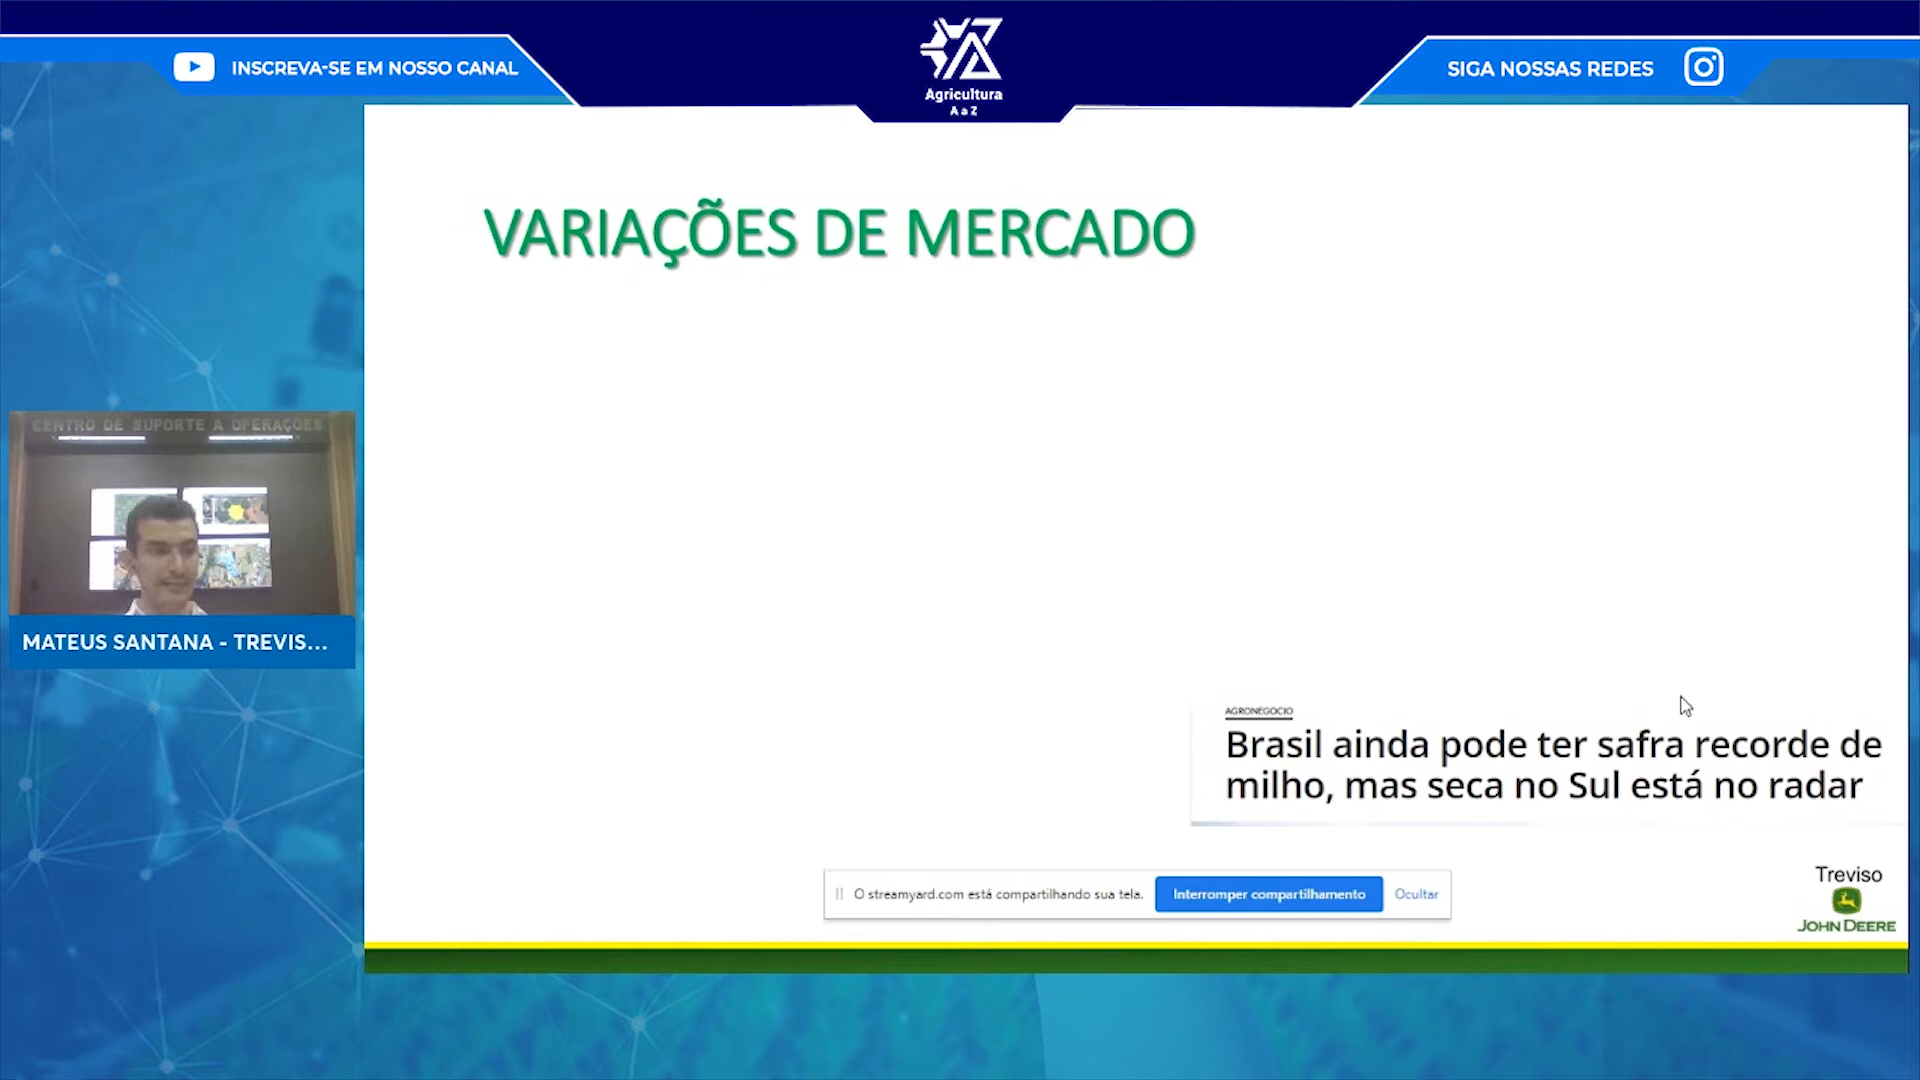 INSCREVA-SE EM NOSSO CANAL
Agricultura
A a Z
SIGA NOSSAS REDES
VARIAÇÕES DE MERCADO
CENTRO DE SUPORTE A OPERAÇÕES
MATEUS SANTANA - TREVIS...
AGRONEGOCIO
Brasil ainda pode ter safra recorde de
milho, mas seca no Sul está no radar
O streamyard.com está compartilhando sua tela.
Interromper compartilhamento
Ocultar
Treviso
JOHN DEERE